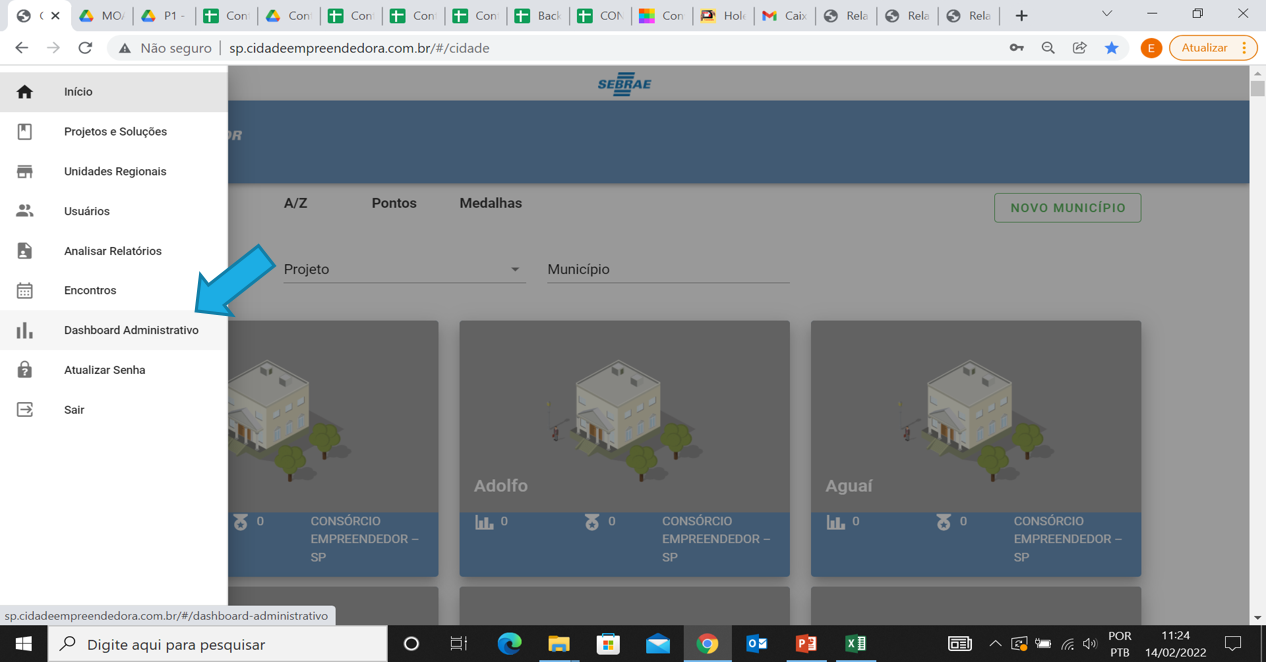 MO/
P1 -
Con
Con
Con
Con
Con
Back
CON
Con
Hole
Caix
Rela
Rela
Rela
Não seguro
sp.cidadeempreendedora.com.br/#/cidade
E
Atualizar
Início
Projetos e Soluções
Unidades Regionais
Usuários
Analisar Relatórios
Encontros
Dashboard Administrativo
Atualizar Senha
Sair
SEBRAE
OR
A/Z Pontos Medalhas
NOVO MUNICÍPIO
Projeto
Município
0
CONSÓRCIO
EMPREENDEDOR –
SP
Adolfo
0 0
CONSÓRCIO
EMPREENDEDOR –
SP
Aguaí
0 0
CONSÓRCIO
EMPREENDEDOR –
SP
sp.cidadeempreendedora.com.br/#/dashboard-administrativo
Digite aqui para pesquisar
POR
PTB
11:24
14/02/2022